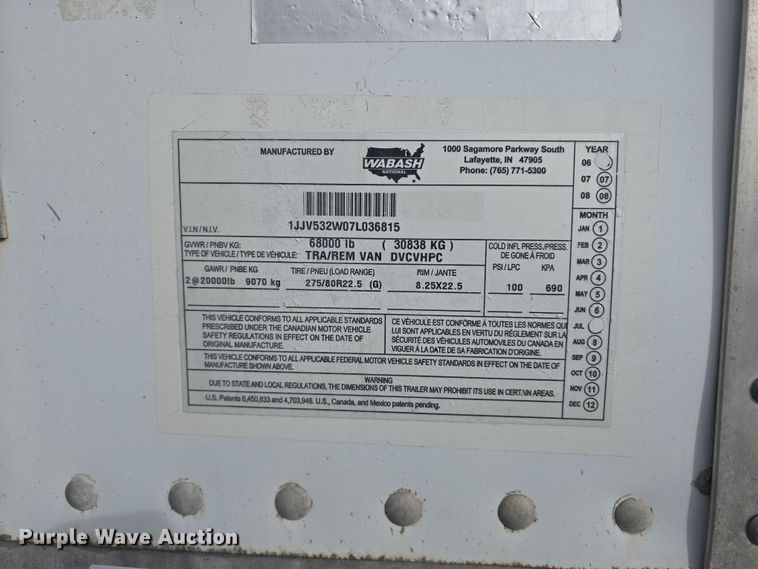 MANUFACTURED BY
WABASH
NATIONAL
1000 Sagamore Parkway South
Lafayette, IN 47905
Phone: (765) 771-5300
YEAR
06
07 07
08 08
V.I.N / N.I.V.
1JJV532W07L036815
GVWR / PNBV KG: 68000 lb ( 30838 KG )
TYPE OF VEHICLE / TYPE DE VÉHICULE: TRA/REM VAN DVCVHPC
COLD INFL PRESS./PRESS.
DE GONE À FROID
GAWR / PNBE KG TIRE / PNEU (LOAD RANGE) RIM / JANTE PSI / LPC KPA
2@20000lb 9070 kg 275/80R22.5 (G) 8.25X22.5 100 690
MONTH
JAN 1
FEB 2
MAR 3
APR 4
MAY 5
JUN 6
JUL
AUG 8
SEP 9
OCT 10
NOV 11
DEC 12
THIS VEHICLE CONFORMS TO ALL APPLICABLE STANDARDS
PRESCRIBED UNDER THE CANADIAN MOTOR VEHICLE
SAFETY REGULATIONS IN EFFECT ON THE DATE OF
ORIGINAL MANUFACTURE.
CE VÉHICULE EST CONFORME À TOUTES LES NORMES QUI
LUI SONT APPLICABLES EN VERTU DU RÉGLEMENT SUR LA
SÉCURITÉ DES VÉHICULES AUTOMOBILES DU CANADA EN
VIGUER À LA DATE DE SA FABRICATION D'ORIGINE.
THIS VEHICLE CONFORMS TO ALL APPLICABLE FEDERAL MOTOR VEHICLE SAFETY STANDARDS IN EFFECT ON DATE OF
MANUFACTURE SHOWN ABOVE.
WARNING
DUE TO STATE AND LOCAL REGULATIONS, THE DIMENSIONS OF THIS TRAILER MAY PROHIBIT ITS USE IN CERTAIN AREAS.
U.S. Patents 6,450,833 and 4,703,948. U.S., Canada, and Mexico patents pending.
Purple Wave Auction